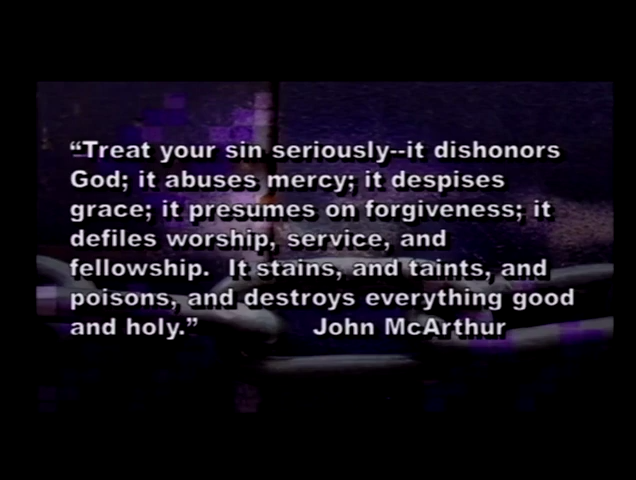 “Treat your sin seriously--it dishonors
God; it abuses mercy; it despises
grace; it presumes on forgiveness; it
defiles worship, service, and
fellowship.  It stains, and taints, and
poisons, and destroys everything good
and holy.”          John McArthur